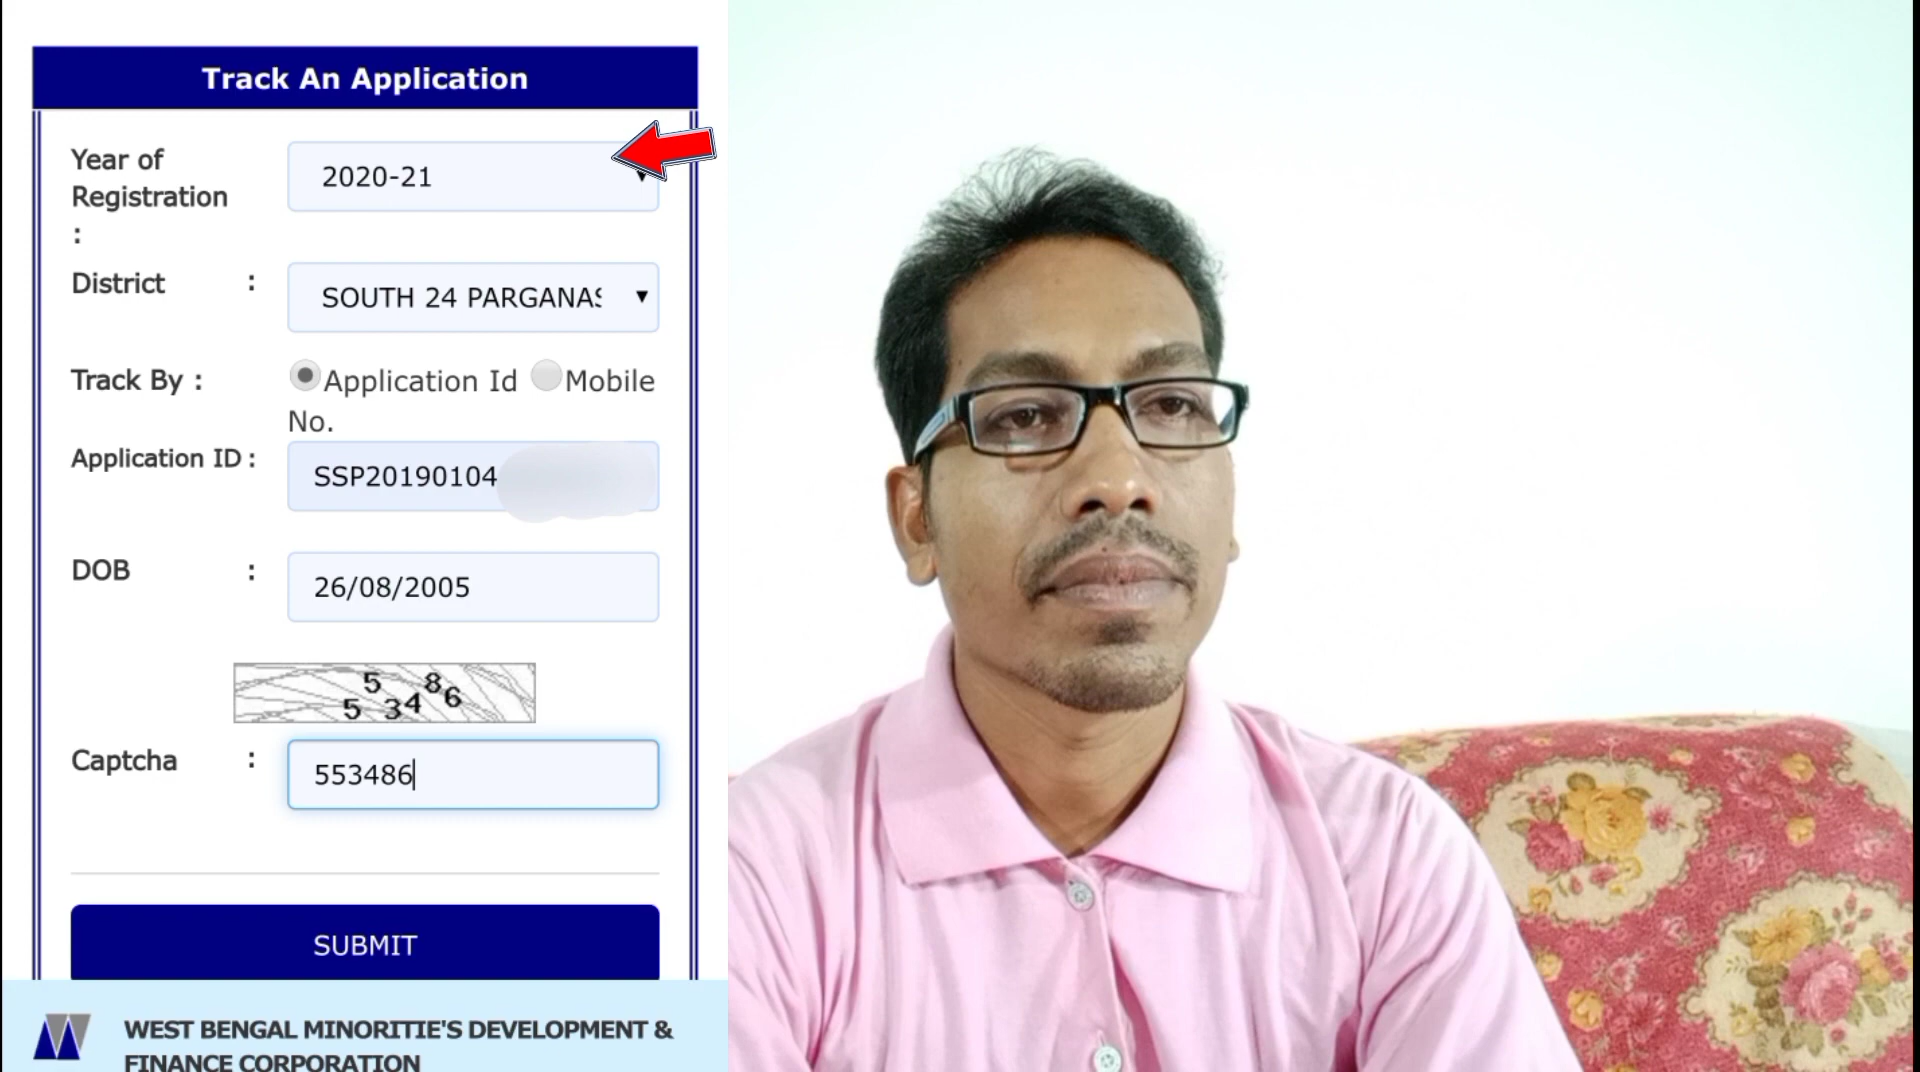 Track An Application
Year of
Registration
:
2020-21
District :
SOUTH 24 PARGANAS
Track By :
Application Id Mobile
No.
Application ID :
SSP20190104
DOB :
26/08/2005
5 5 3 4 8 6
Captcha :
553486
SUBMIT
WEST BENGAL MINORITIE'S DEVELOPMENT &
FINANCE CORPORATION